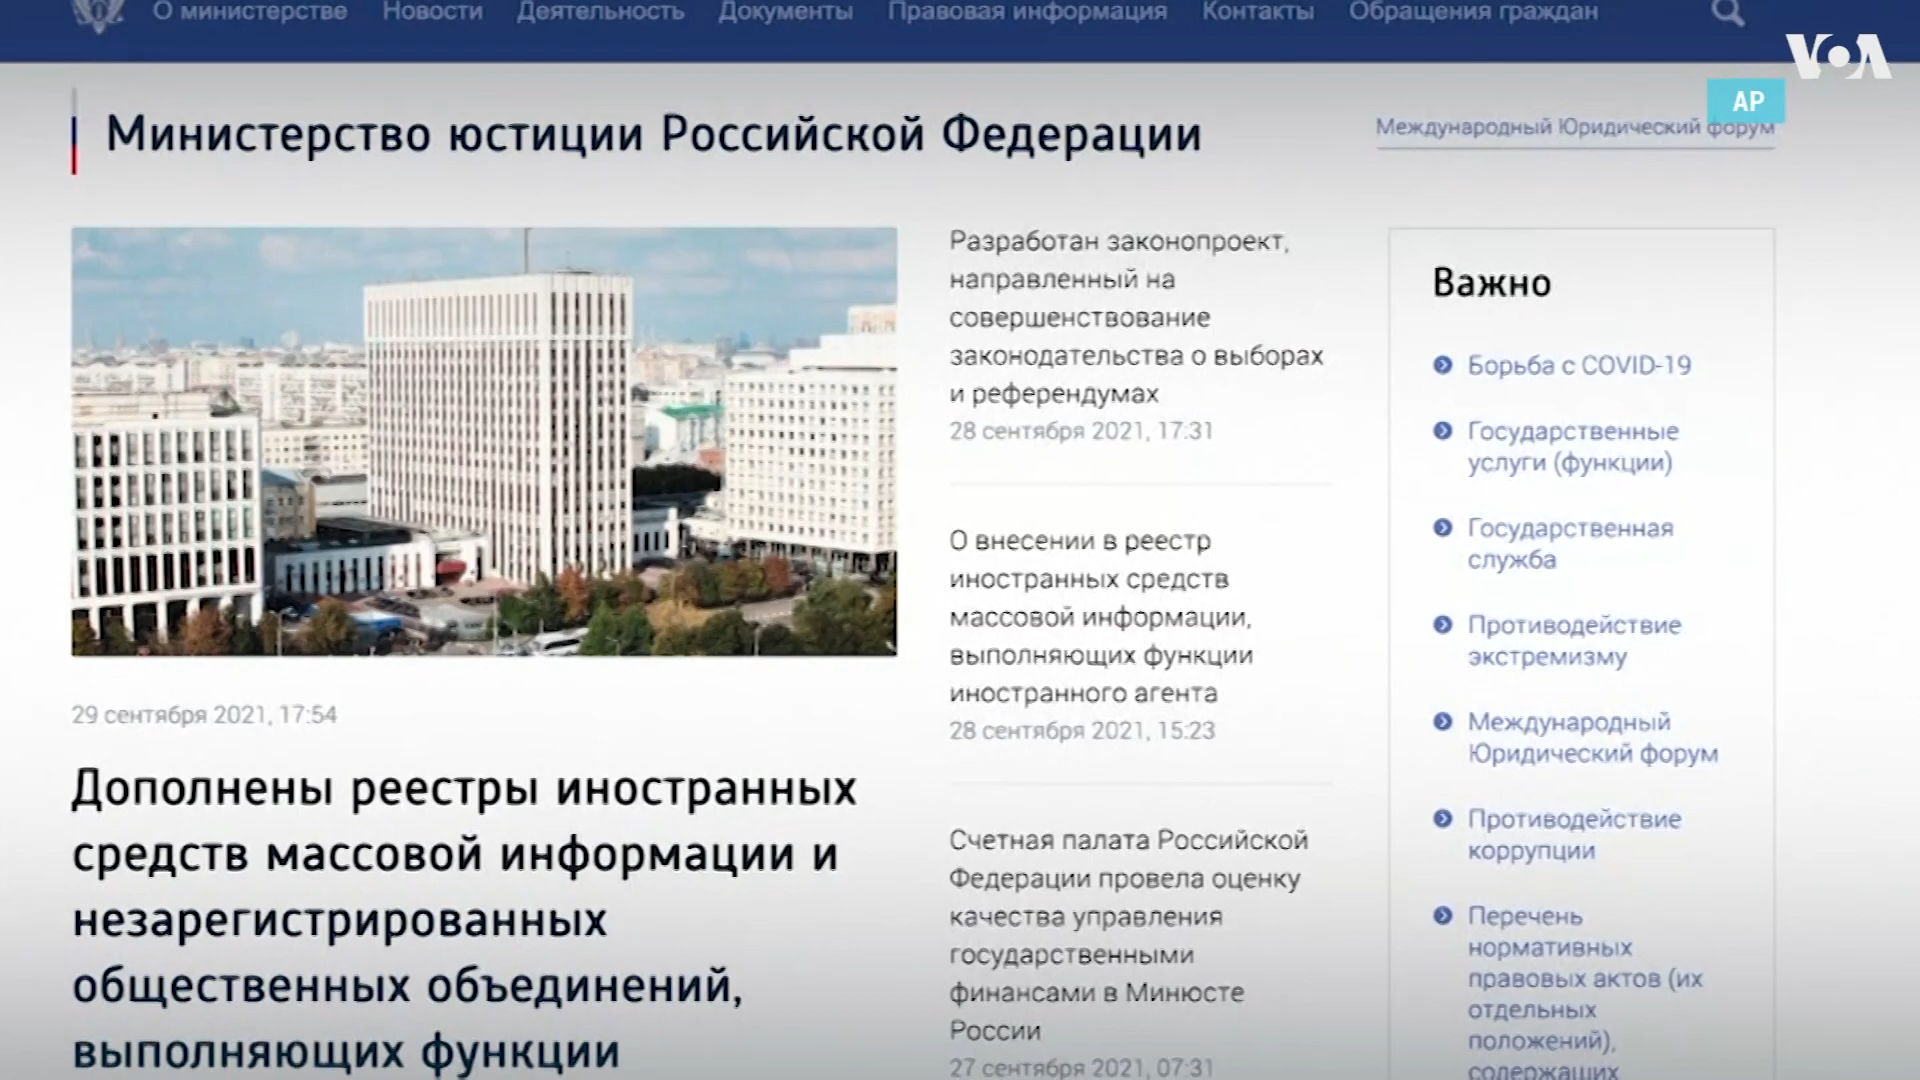 О министерстве Новости Деятельность Документы Правовая информация Контакты Обращения граждан
VOA
AP
Министерство юстиции Российской Федерации
Международный Юридический форум
29 сентября 2021, 17:54
Дополнены реестры иностранных
средств массовой информации и
незарегистрированных
общественных объединений,
выполняющих функции
Разработан законопроект,
направленный на
совершенствование
законодательства о выборах
и референдумах
28 сентября 2021, 17:31
О внесении в реестр
иностранных средств
массовой информации,
выполняющих функции
иностранного агента
28 сентября 2021, 15:23
Счетная палата Российской
Федерации провела оценку
качества управления
государственными
финансами в Минюсте
России
27 сентября 2021, 07:31
Важно
Борьба с COVID-19
Государственные
услуги (функции)
Государственная
служба
Противодействие
экстремизму
Международный
Юридический форум
Противодействие
коррупции
Перечень
нормативных
правовых актов (их
отдельных
положений),
содержащих